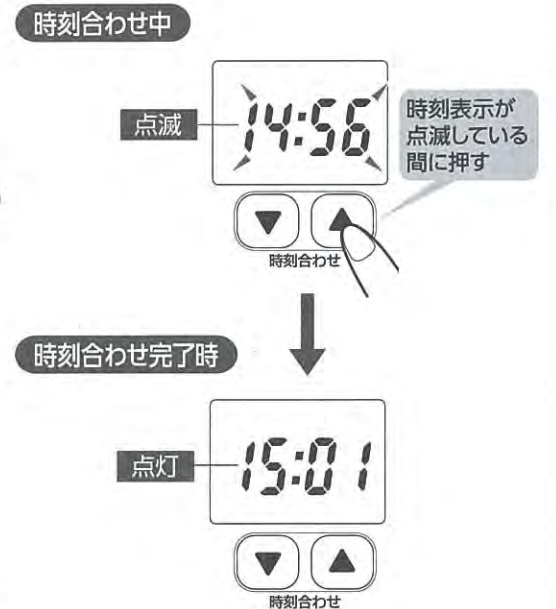 時刻合わせ中
点滅
14:56
時刻表示が
点滅している
間に押す
▼ ▲
時刻合わせ
時刻合わせ完了時
点灯
15:01
▼ ▲
時刻合わせ